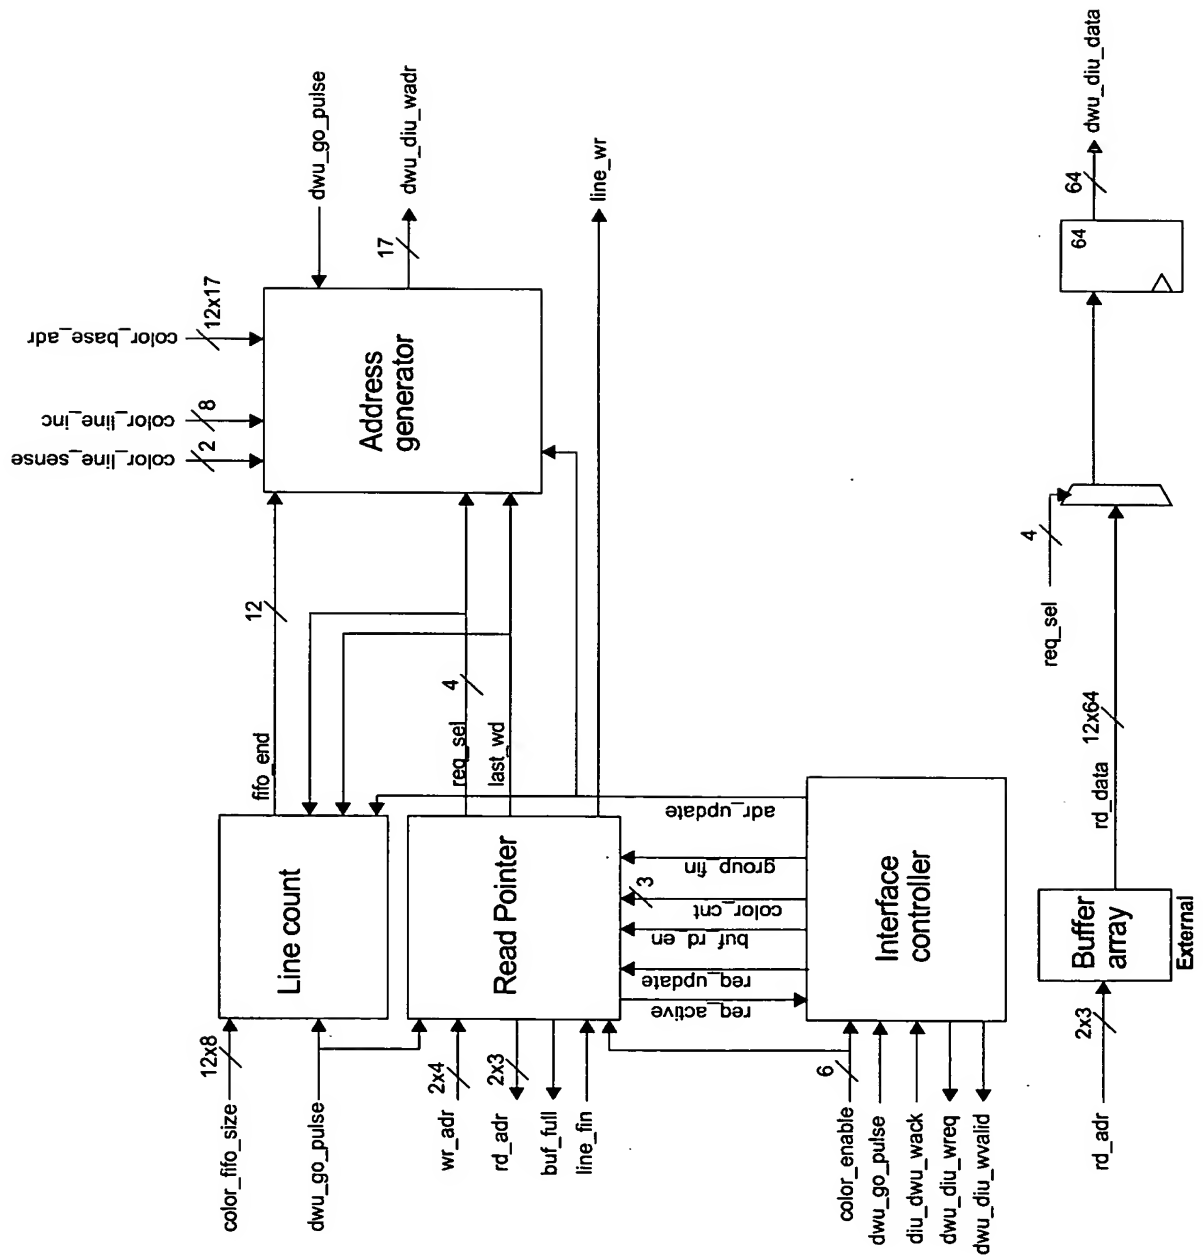 color_fifo_size
12x8
dwu_go_pulse
Line count
fifo_end
12
color_line_sense
2
color_line_inc
8
color_base_adr
12x17
Address
generator
dwu_go_pulse
17
dwu_diu_wadr
wr_adr
2x4
rd_adr
2x3
buf_full
line_fin
Read Pointer
req_sel
4
last_wd
line_wr
req_active
req_update
buf_rd_en
color_cnt
3
group_fin
adr_update
color_enable
6
dwu_go_pulse
diu_dwu_wack
dwu_diu_wreq
dwu_diu_wvalid
Interface
controller
rd_adr
2x3
Buffer
array
External
rd_data
12x64
req_sel
4
64
64
dwu_diu_data